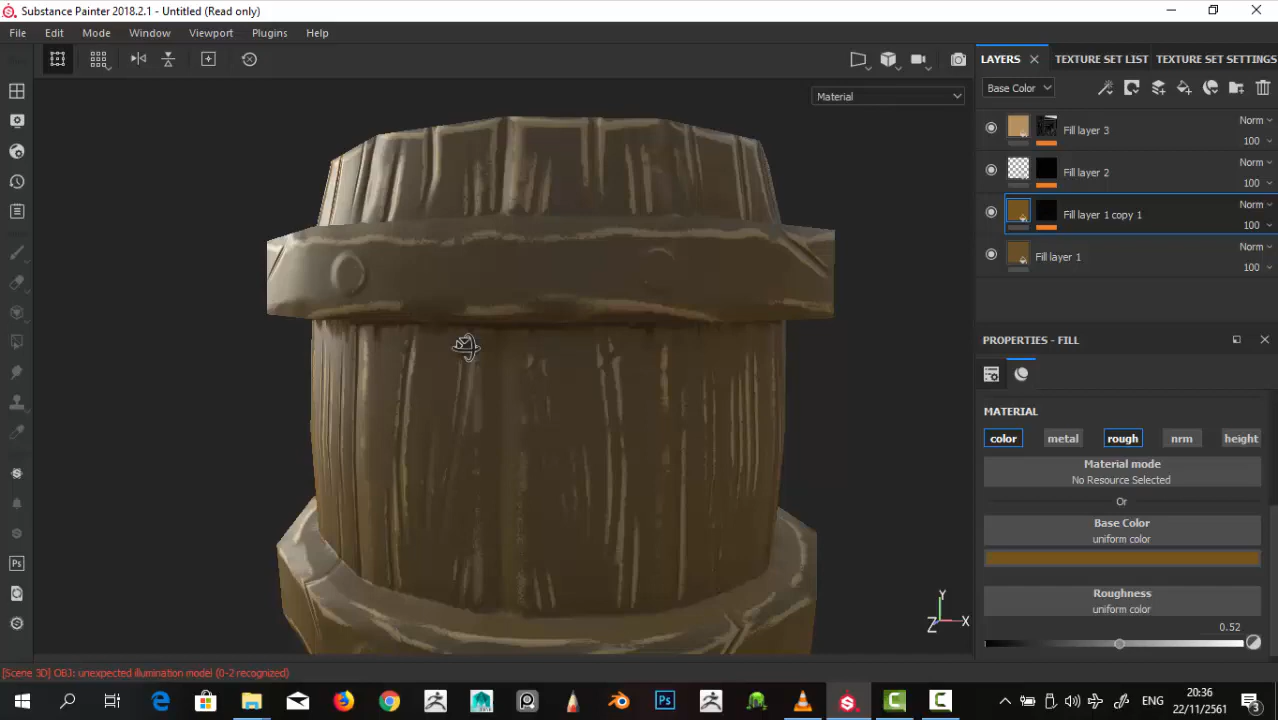 Substance Painter 2018.2.1 - Untitled (Read only)
File Edit Mode Window Viewport Plugins Help
LAYERS TEXTURE SET LIST TEXTURE SET SETTINGS
Base Color
Material
Norm
Fill layer 3
100
Norm
Fill layer 2
100
Norm
Fill layer 1 copy 1
100
Norm
Fill layer 1
100
PROPERTIES - FILL
MATERIAL
color metal rough nrm height
Material mode
No Resource Selected
Or
Base Color
uniform color
Roughness
uniform color
0.52
Y
Z X
Ps
[Scene 3D] OBJ: unexpected illumination model (0-2 recognized)
Ps
ENG
20:36
22/11/2561
3